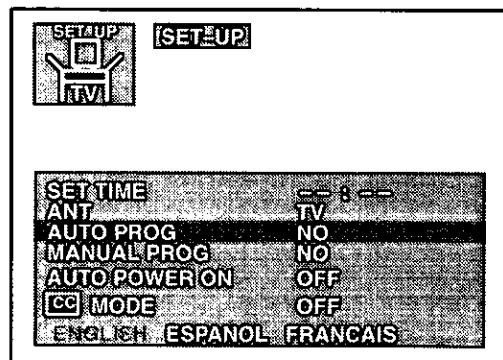 SET UP
TV
SET-UP
SET TIME --:--
ANT TV
AUTO PROG NO
MANUAL PROG NO
AUTO POWER ON OFF
CC MODE OFF
ENGLISH ESPANOL FRANCAIS